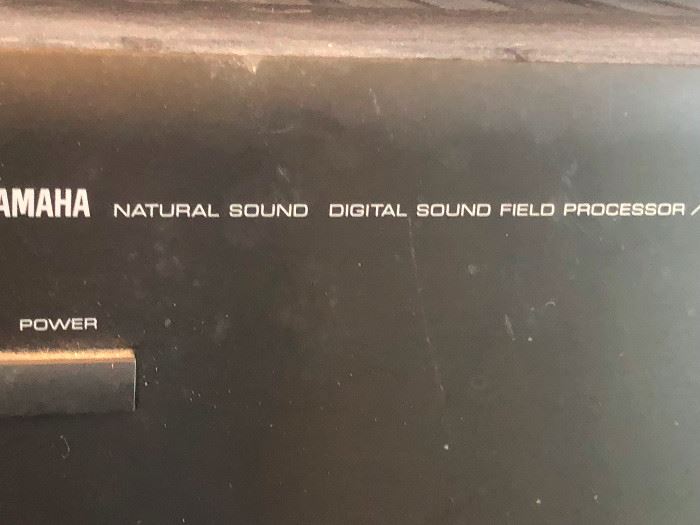 AMAHA NATURAL SOUND DIGITAL SOUND FIELD PROCESSOR /
POWER